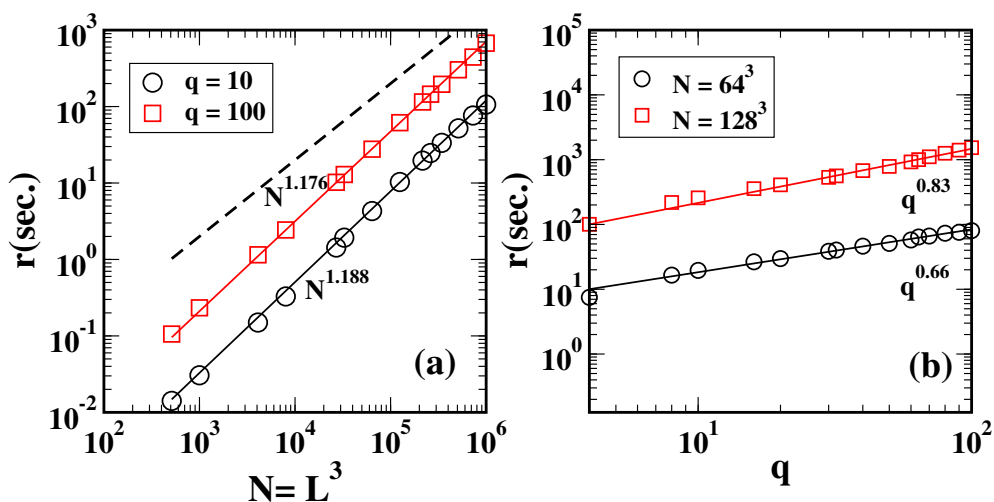 10^3
10^2
10^1
10^0
10^-1
10^-2
r(sec.)
q = 10
q = 100
N^1.176
N^1.188
(a)
10^2 10^3 10^4 10^5 10^6
N= L^3
10^5
10^4
10^3
10^2
10^1
10^0
r(sec.)
N = 64^3
N = 128^3
q^0.83
q^0.66
(b)
10^1 10^2
q